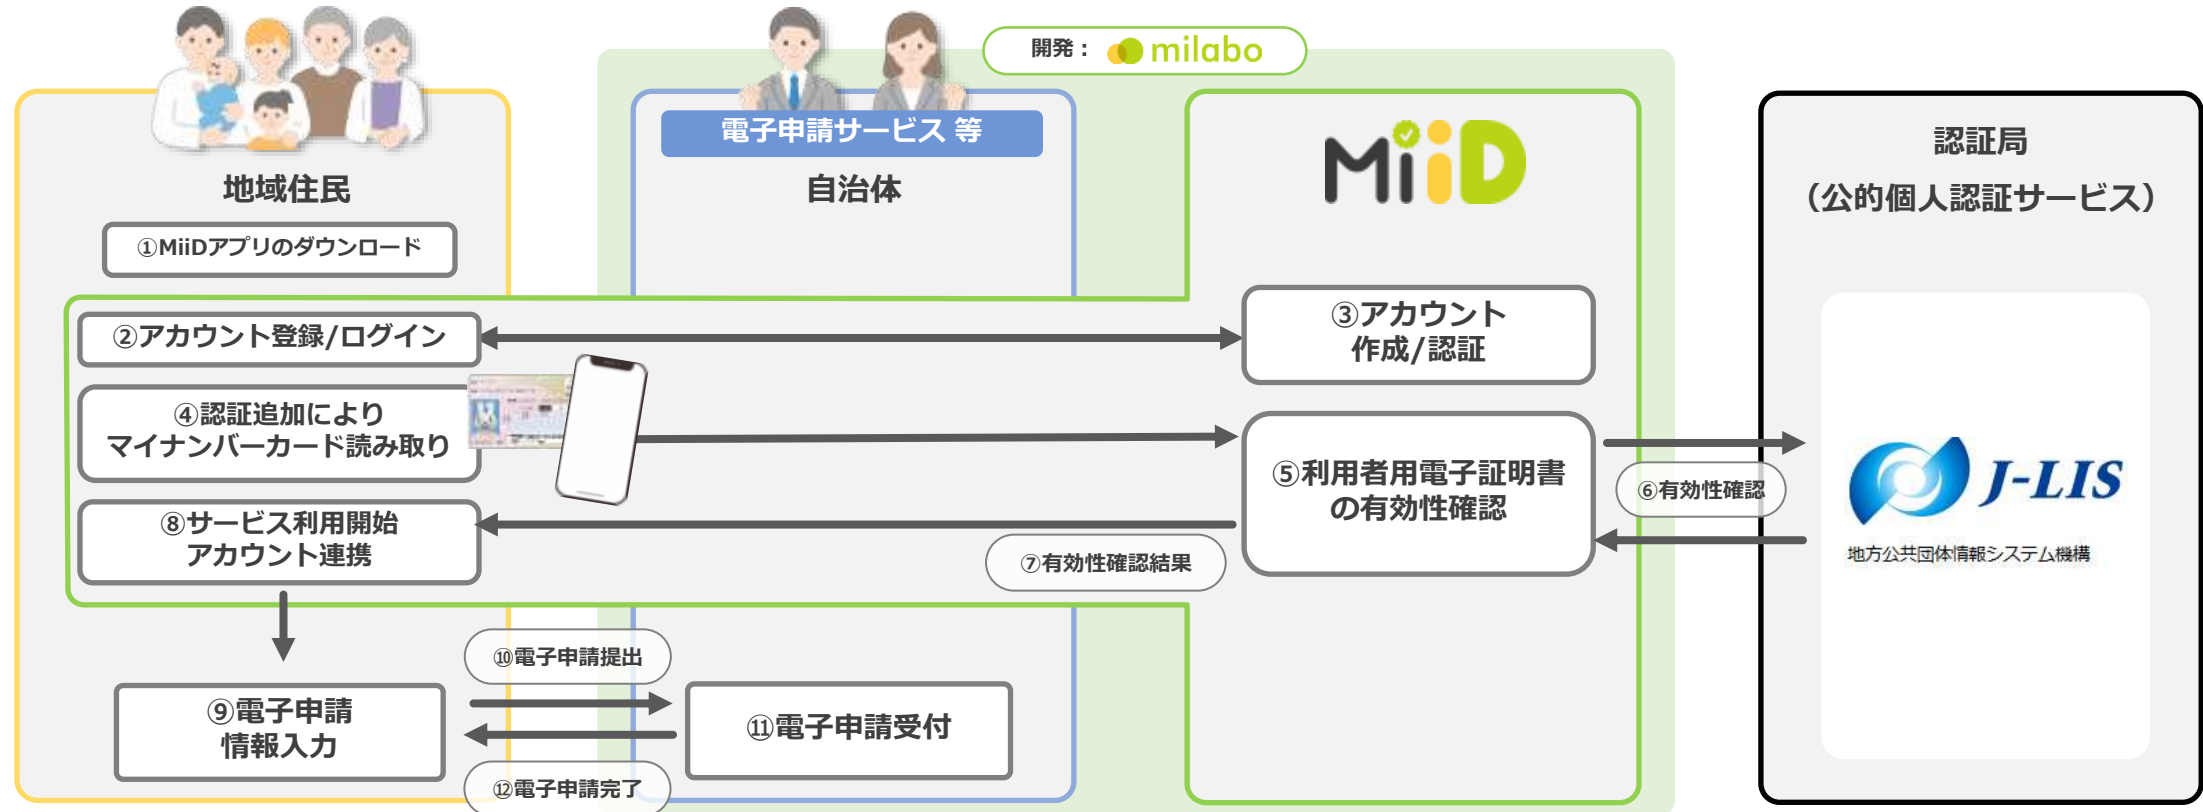 開発： milabo
電子申請サービス 等
地域住民
自治体
MiiD
認証局
（公的個人認証サービス）
①MiiDアプリのダウンロード
②アカウント登録/ログイン
③アカウント
作成/認証
④認証追加により
マイナンバーカード読み取り
⑤利用者用電子証明書
の有効性確認
⑥有効性確認
J-LIS
地方公共団体情報システム機構
⑦有効性確認結果
⑧サービス利用開始
アカウント連携
⑨電子申請
情報入力
⑩電子申請提出
⑪電子申請受付
⑫電子申請完了